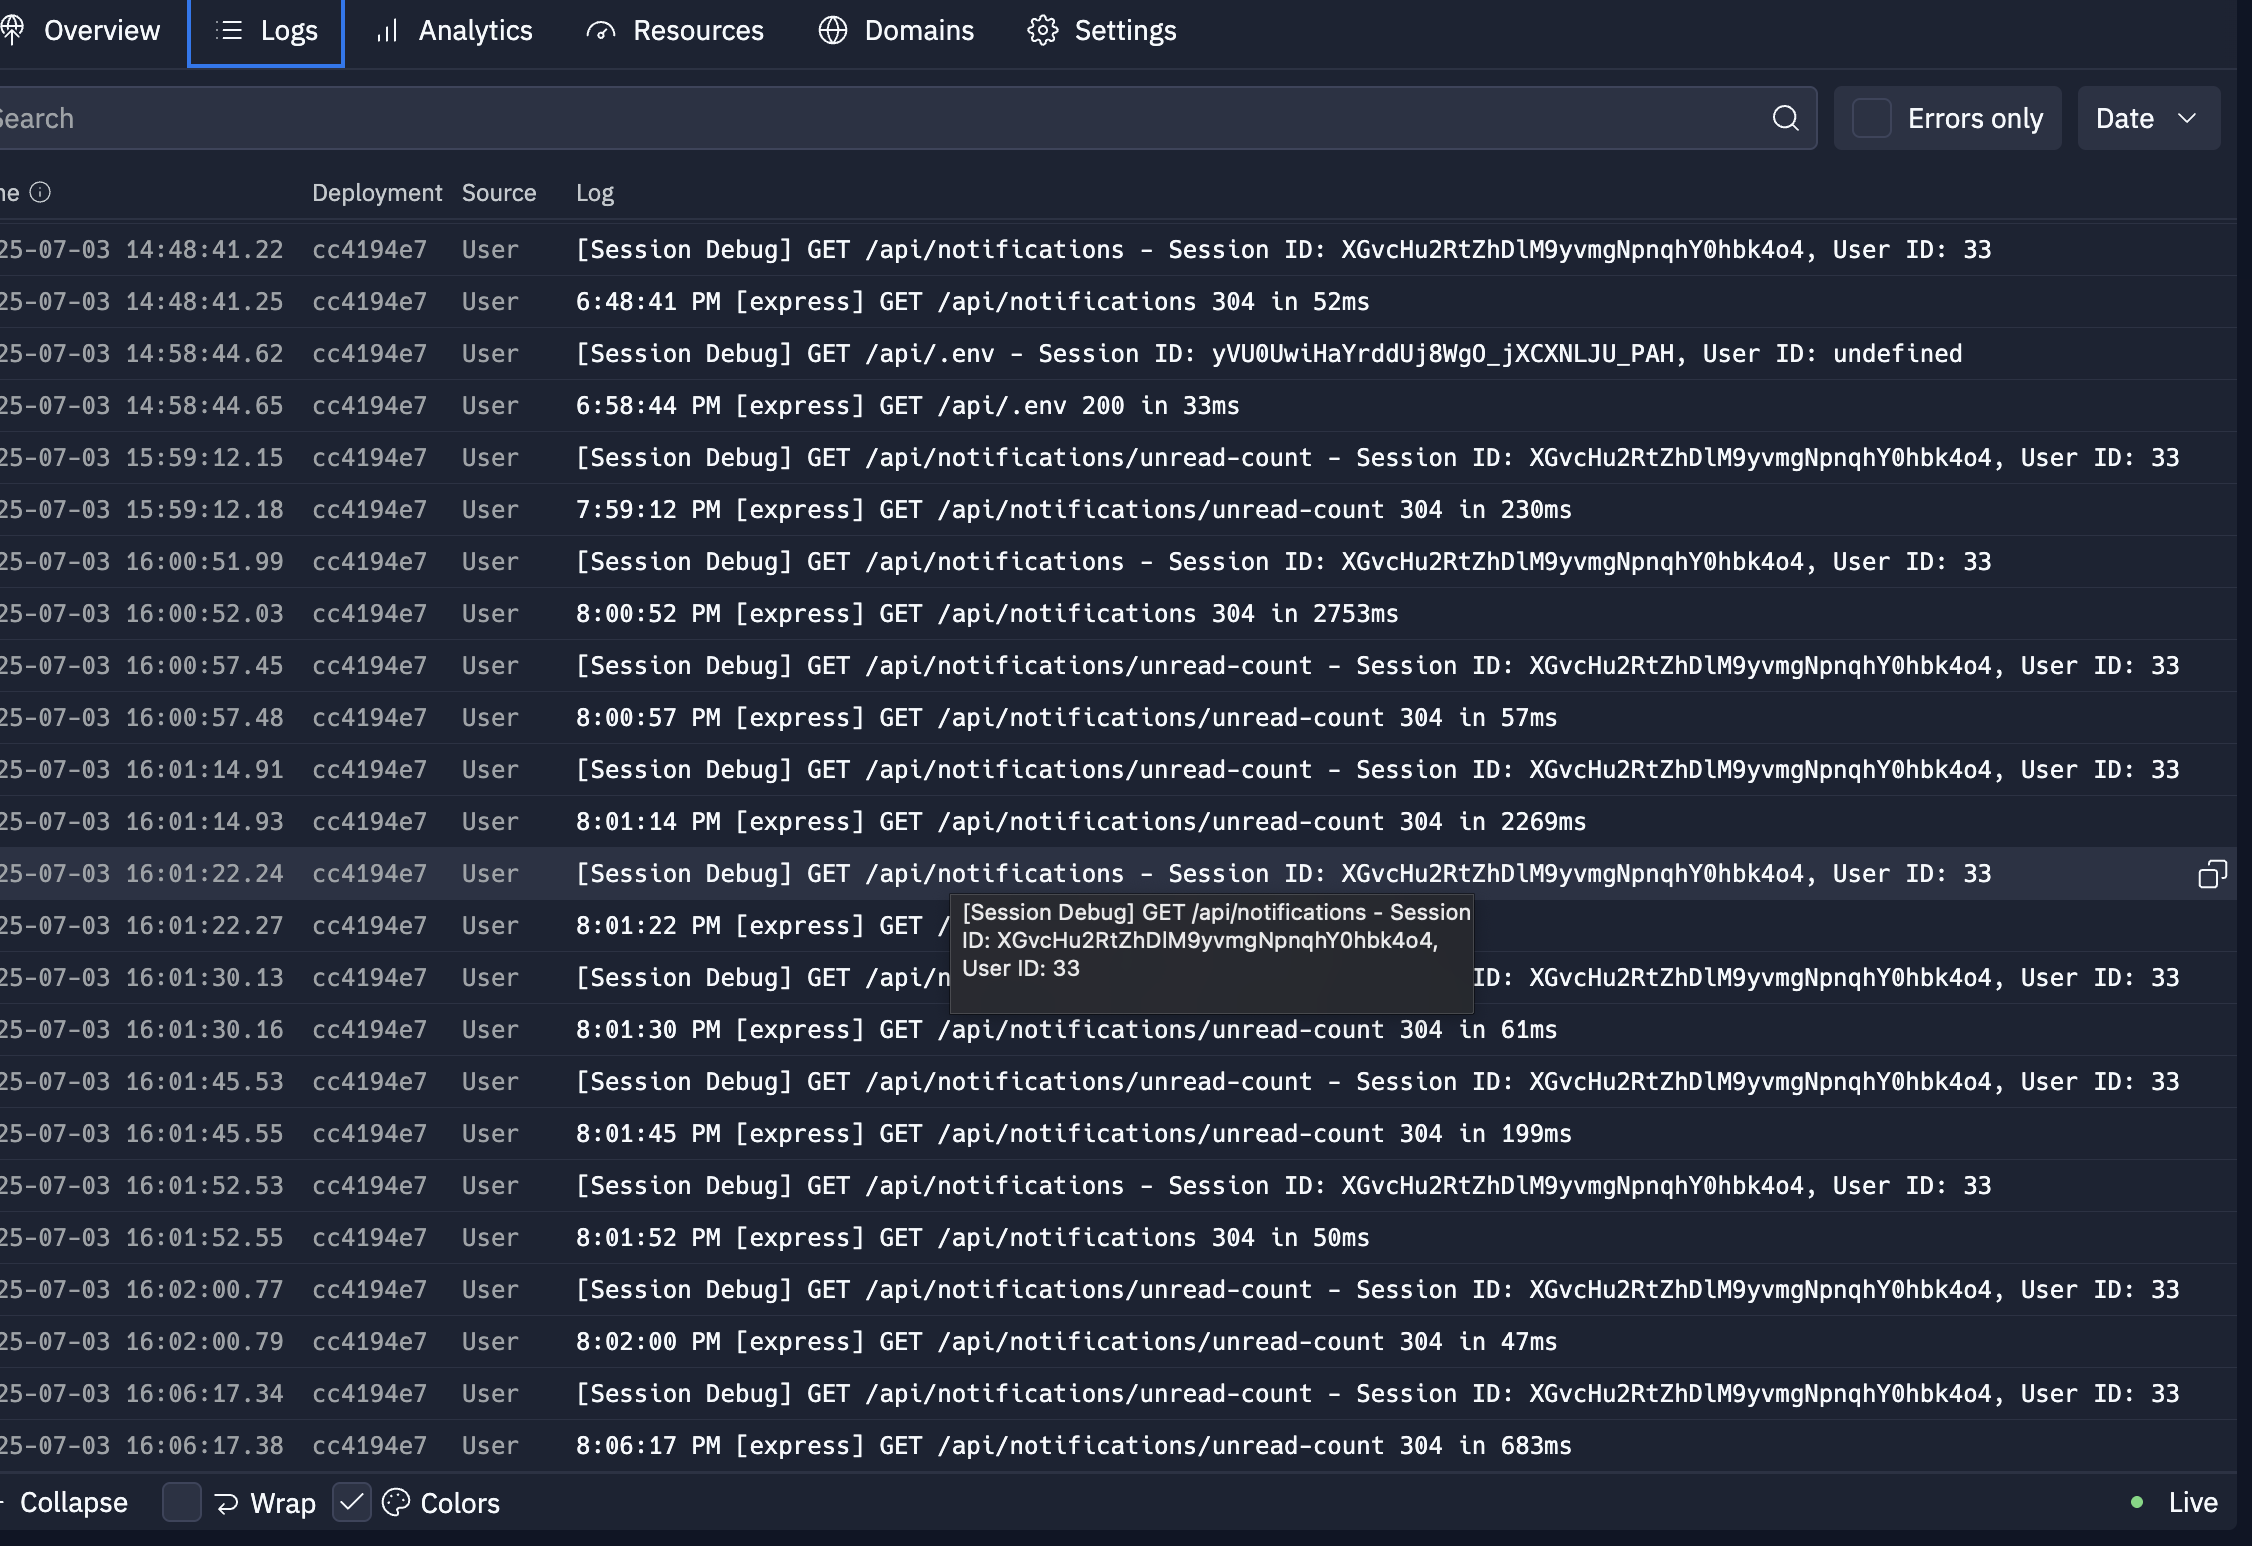 Overview Logs Analytics Resources Domains Settings
Search Errors only Date
ne Deployment Source Log
25-07-03 14:48:41.22 cc4194e7 User [Session Debug] GET /api/notifications - Session ID: XGvcHu2RtZhDlM9yvmgNpnqhY0hbk4o4, User ID: 33
25-07-03 14:48:41.25 cc4194e7 User 6:48:41 PM [express] GET /api/notifications 304 in 52ms
25-07-03 14:58:44.62 cc4194e7 User [Session Debug] GET /api/.env - Session ID: yVU0UwiHaYrddUj8WgO_jXCXNLJU_PAH, User ID: undefined
25-07-03 14:58:44.65 cc4194e7 User 6:58:44 PM [express] GET /api/.env 200 in 33ms
25-07-03 15:59:12.15 cc4194e7 User [Session Debug] GET /api/notifications/unread-count - Session ID: XGvcHu2RtZhDlM9yvmgNpnqhY0hbk4o4, User ID: 33
25-07-03 15:59:12.18 cc4194e7 User 7:59:12 PM [express] GET /api/notifications/unread-count 304 in 230ms
25-07-03 16:00:51.99 cc4194e7 User [Session Debug] GET /api/notifications - Session ID: XGvcHu2RtZhDlM9yvmgNpnqhY0hbk4o4, User ID: 33
25-07-03 16:00:52.03 cc4194e7 User 8:00:52 PM [express] GET /api/notifications 304 in 2753ms
25-07-03 16:00:57.45 cc4194e7 User [Session Debug] GET /api/notifications/unread-count - Session ID: XGvcHu2RtZhDlM9yvmgNpnqhY0hbk4o4, User ID: 33
25-07-03 16:00:57.48 cc4194e7 User 8:00:57 PM [express] GET /api/notifications/unread-count 304 in 57ms
25-07-03 16:01:14.91 cc4194e7 User [Session Debug] GET /api/notifications/unread-count - Session ID: XGvcHu2RtZhDlM9yvmgNpnqhY0hbk4o4, User ID: 33
25-07-03 16:01:14.93 cc4194e7 User 8:01:14 PM [express] GET /api/notifications/unread-count 304 in 2269ms
25-07-03 16:01:22.24 cc4194e7 User [Session Debug] GET /api/notifications - Session ID: XGvcHu2RtZhDlM9yvmgNpnqhY0hbk4o4, User ID: 33
[Session Debug] GET /api/notifications - Session
ID: XGvcHu2RtZhDlM9yvmgNpnqhY0hbk4o4,
User ID: 33
25-07-03 16:01:22.27 cc4194e7 User 8:01:22 PM [express] GET /
25-07-03 16:01:30.13 cc4194e7 User [Session Debug] GET /api/n ID: XGvcHu2RtZhDlM9yvmgNpnqhY0hbk4o4, User ID: 33
25-07-03 16:01:30.16 cc4194e7 User 8:01:30 PM [express] GET /api/notifications/unread-count 304 in 61ms
25-07-03 16:01:45.53 cc4194e7 User [Session Debug] GET /api/notifications/unread-count - Session ID: XGvcHu2RtZhDlM9yvmgNpnqhY0hbk4o4, User ID: 33
25-07-03 16:01:45.55 cc4194e7 User 8:01:45 PM [express] GET /api/notifications/unread-count 304 in 199ms
25-07-03 16:01:52.53 cc4194e7 User [Session Debug] GET /api/notifications - Session ID: XGvcHu2RtZhDlM9yvmgNpnqhY0hbk4o4, User ID: 33
25-07-03 16:01:52.55 cc4194e7 User 8:01:52 PM [express] GET /api/notifications 304 in 50ms
25-07-03 16:02:00.77 cc4194e7 User [Session Debug] GET /api/notifications/unread-count - Session ID: XGvcHu2RtZhDlM9yvmgNpnqhY0hbk4o4, User ID: 33
25-07-03 16:02:00.79 cc4194e7 User 8:02:00 PM [express] GET /api/notifications/unread-count 304 in 47ms
25-07-03 16:06:17.34 cc4194e7 User [Session Debug] GET /api/notifications/unread-count - Session ID: XGvcHu2RtZhDlM9yvmgNpnqhY0hbk4o4, User ID: 33
25-07-03 16:06:17.38 cc4194e7 User 8:06:17 PM [express] GET /api/notifications/unread-count 304 in 683ms
Collapse Wrap Colors Live